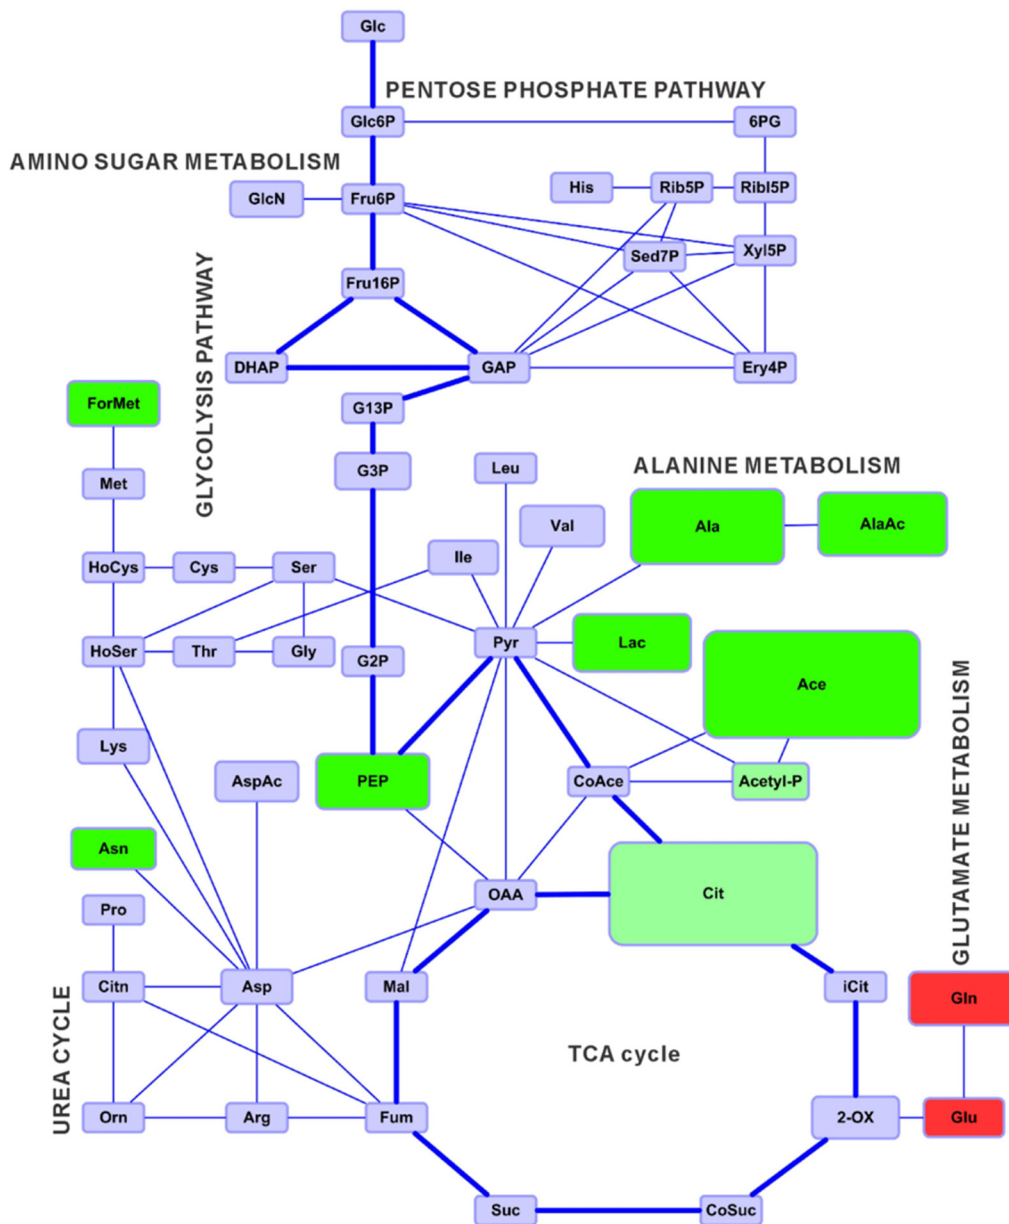 Glc
PENTOSE PHOSPHATE PATHWAY
Glc6P
6PG
AMINO SUGAR METABOLISM
GlcN
Fru6P
His
Rib5P
Ribl5P
Sed7P
Xyl5P
GLYCOLYSIS PATHWAY
Fru16P
DHAP
GAP
Ery4P
ForMet
G13P
Met
G3P
Leu
ALANINE METABOLISM
Val
Ala
AlaAc
HoCys
Cys
Ser
Ile
HoSer
Thr
Gly
G2P
Pyr
Lac
Ace
GLUTAMATE METABOLISM
Lys
AspAc
PEP
CoAce
Acetyl-P
Asn
Pro
OAA
Cit
UREA CYCLE
Citn
Asp
Mal
iCit
Gln
TCA cycle
Orn
Arg
Fum
2-OX
Glu
Suc
CoSuc